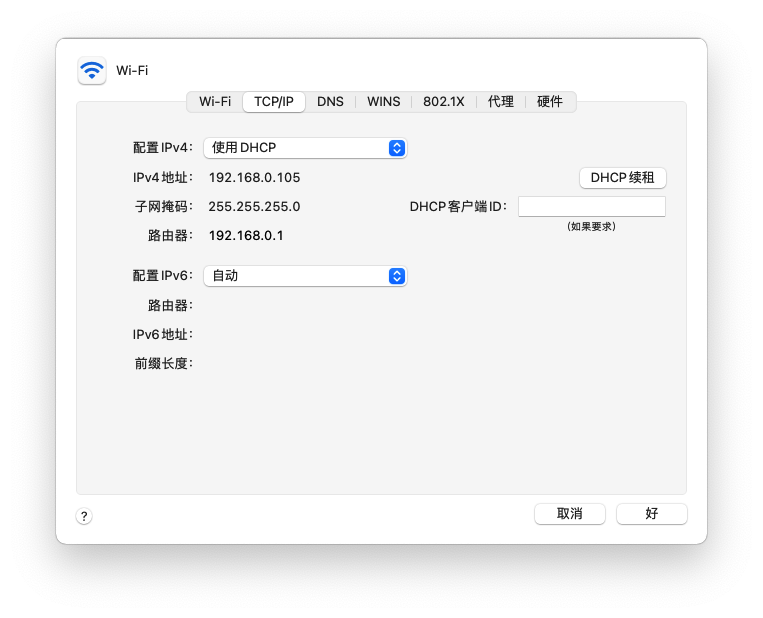 Wi-Fi
Wi-Fi TCP/IP DNS WINS 802.1X 代理 硬件
配置 IPv4： 使用 DHCP
IPv4 地址： 192.168.0.105 DHCP 续租
子网掩码： 255.255.255.0 DHCP 客户端 ID：
(如果要求)
路由器： 192.168.0.1
配置 IPv6： 自动
路由器：
IPv6 地址：
前缀长度：
? 取消 好